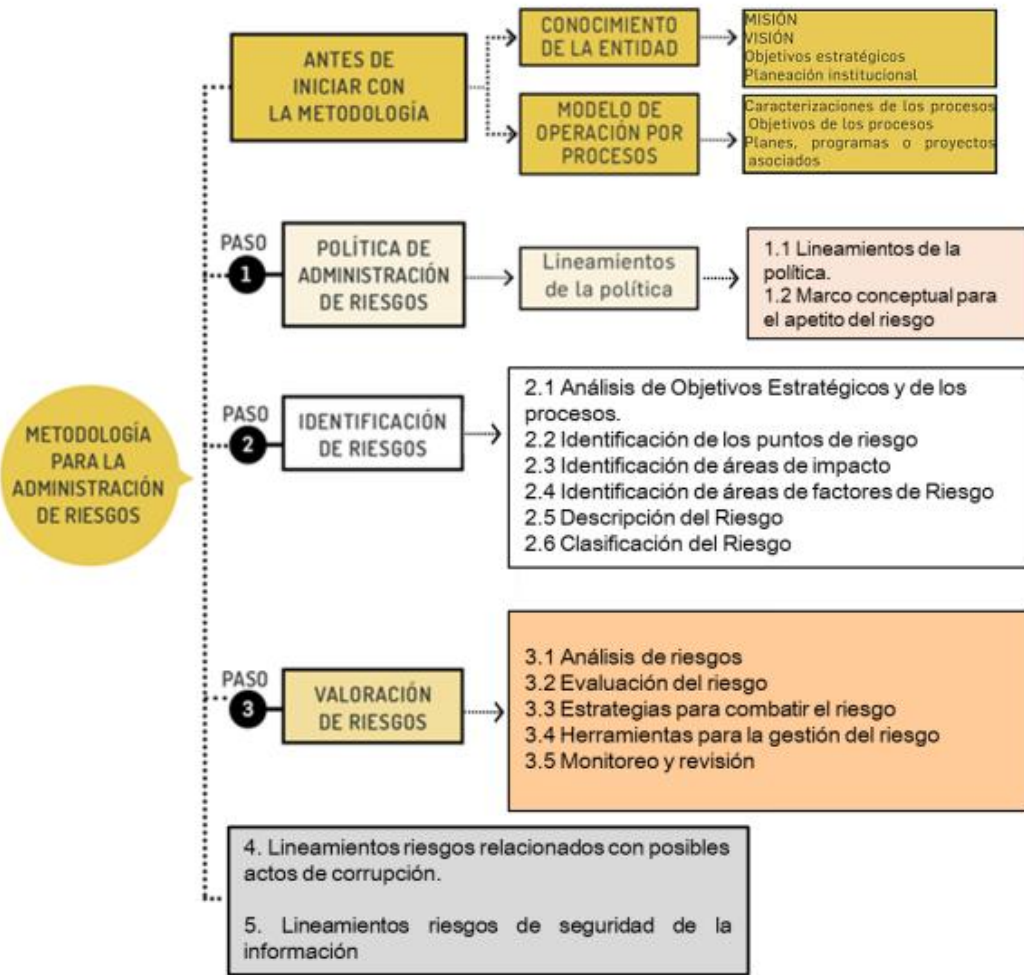 METODOLOGÍA
PARA LA
ADMINISTRACIÓN
DE RIESGOS
ANTES DE
INICIAR CON
LA METODOLOGÍA
CONOCIMIENTO
DE LA ENTIDAD
MISIÓN
VISIÓN
Objetivos estratégicos
Planeación institucional
MODELO DE
OPERACIÓN POR
PROCESOS
Caracterizaciones de los procesos
Objetivos de los procesos
Planes, programas o proyectos
asociados
PASO
1
POLÍTICA DE
ADMINISTRACIÓN
DE RIESGOS
Lineamientos
de la política
1.1 Lineamientos de la
política.
1.2 Marco conceptual para
el apetito del riesgo
PASO
2
IDENTIFICACIÓN
DE RIESGOS
2.1 Análisis de Objetivos Estratégicos y de los
procesos.
2.2 Identificación de los puntos de riesgo
2.3 Identificación de áreas de impacto
2.4 Identificación de áreas de factores de Riesgo
2.5 Descripción del Riesgo
2.6 Clasificación del Riesgo
PASO
3
VALORACIÓN
DE RIESGOS
3.1 Análisis de riesgos
3.2 Evaluación del riesgo
3.3 Estrategias para combatir el riesgo
3.4 Herramientas para la gestión del riesgo
3.5 Monitoreo y revisión
4. Lineamientos riesgos relacionados con posibles
actos de corrupción.
5. Lineamientos riesgos de seguridad de la
información